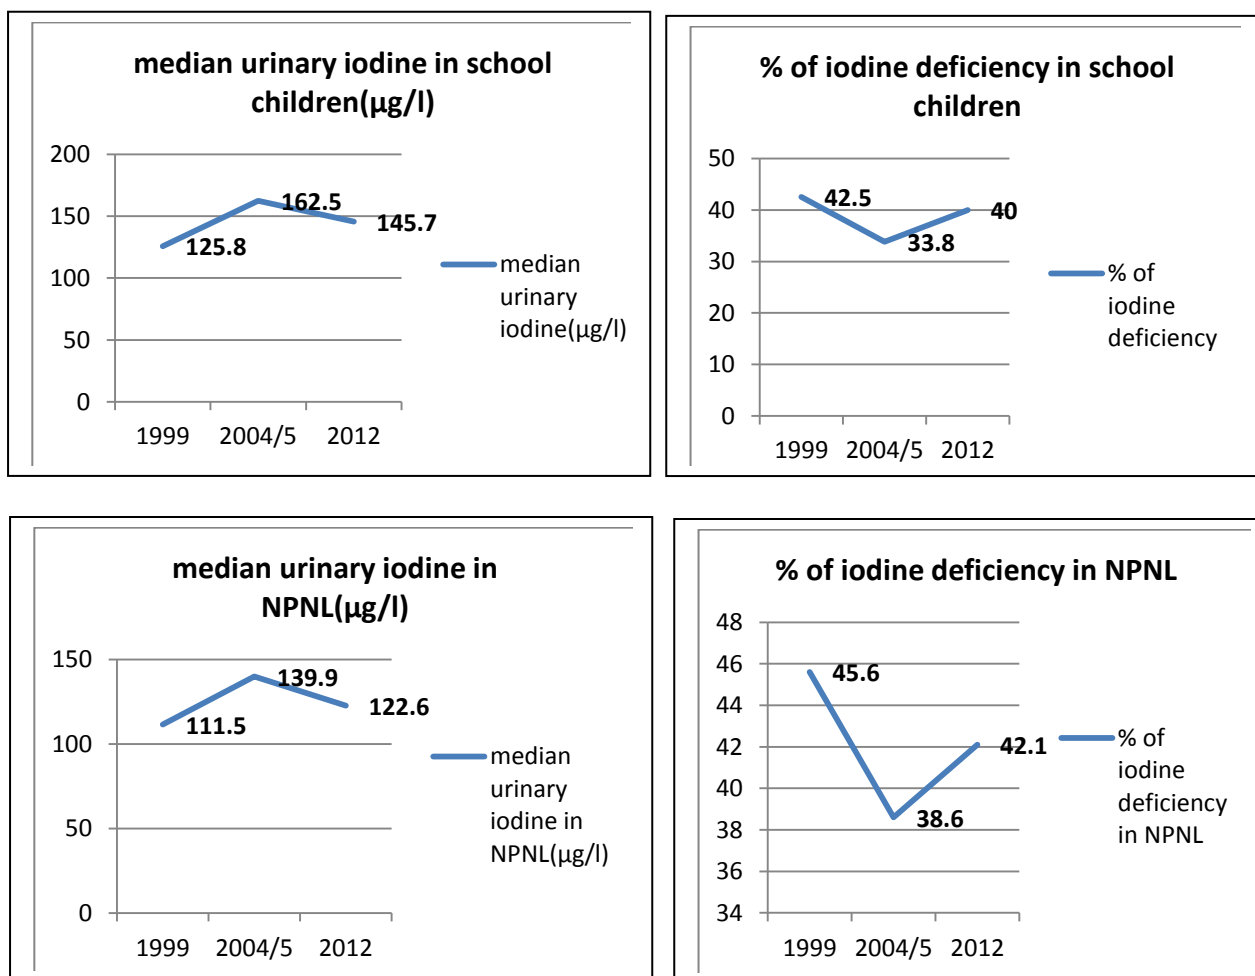 median urinary iodine in school
children(µg/l)
200
150
100
50
0
162.5
145.7
125.8
median
urinary
iodine(µg/l)
1999 2004/5 2012
% of iodine deficiency in school
children
50
40
30
20
10
0
42.5
40
33.8
% of
iodine
deficiency
1999 2004/5 2012
median urinary iodine in
NPNL(µg/l)
150
100
50
0
139.9
122.6
111.5
median
urinary
iodine in
NPNL(µg/l)
1999 2004/5 2012
% of iodine deficiency in NPNL
48
46
44
42
40
38
36
34
45.6
42.1
38.6
% of
iodine
deficiency
in NPNL
1999 2004/5 2012